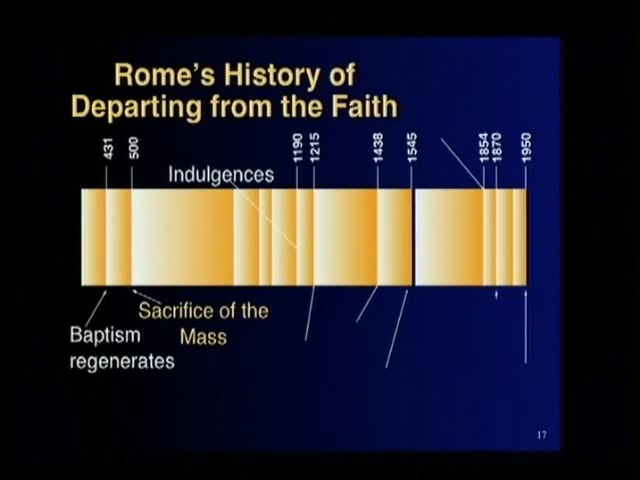 Rome's History of
Departing from the Faith
431
500
1190
1215
1438
1545
1854
1870
1950
Indulgences
Sacrifice of the
Mass
Baptism
regenerates
17